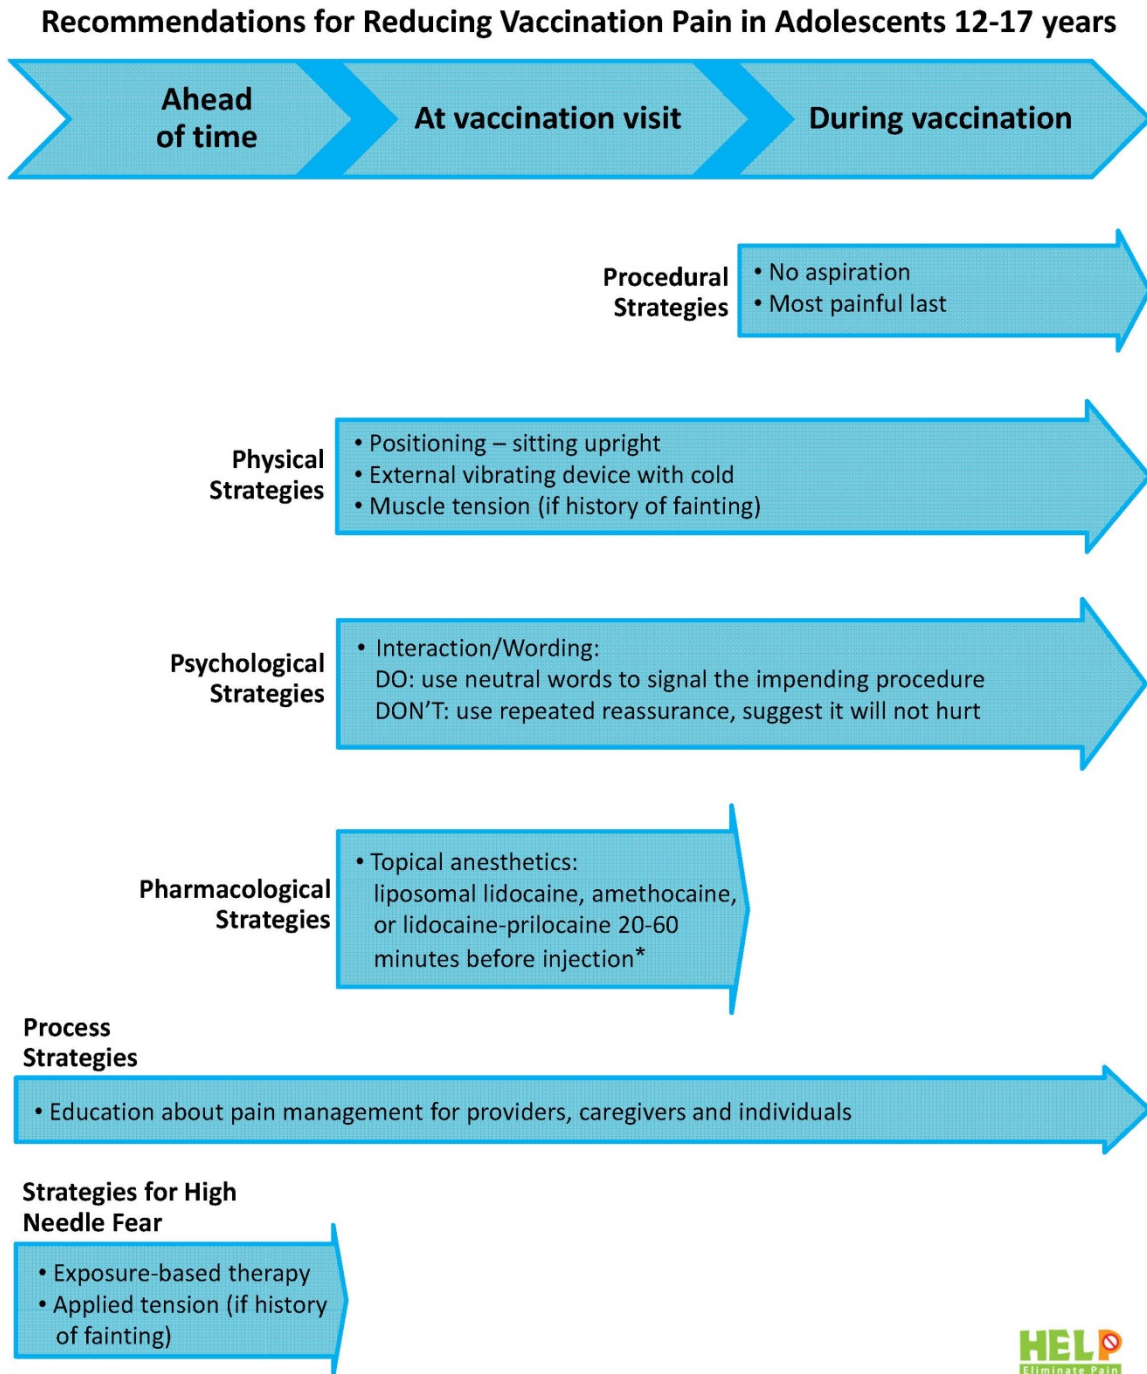 Recommendations for Reducing Vaccination Pain in Adolescents 12-17 years
Ahead
of time
At vaccination visit
During vaccination
Procedural
Strategies
• No aspiration
• Most painful last
Physical
Strategies
• Positioning – sitting upright
• External vibrating device with cold
• Muscle tension (if history of fainting)
Psychological
Strategies
• Interaction/Wording:
DO: use neutral words to signal the impending procedure
DON'T: use repeated reassurance, suggest it will not hurt
Pharmacological
Strategies
• Topical anesthetics:
liposomal lidocaine, amethocaine,
or lidocaine-prilocaine 20-60
minutes before injection*
Process
Strategies
• Education about pain management for providers, caregivers and individuals
Strategies for High
Needle Fear
• Exposure-based therapy
• Applied tension (if history
of fainting)
HELP
Eliminate Pain